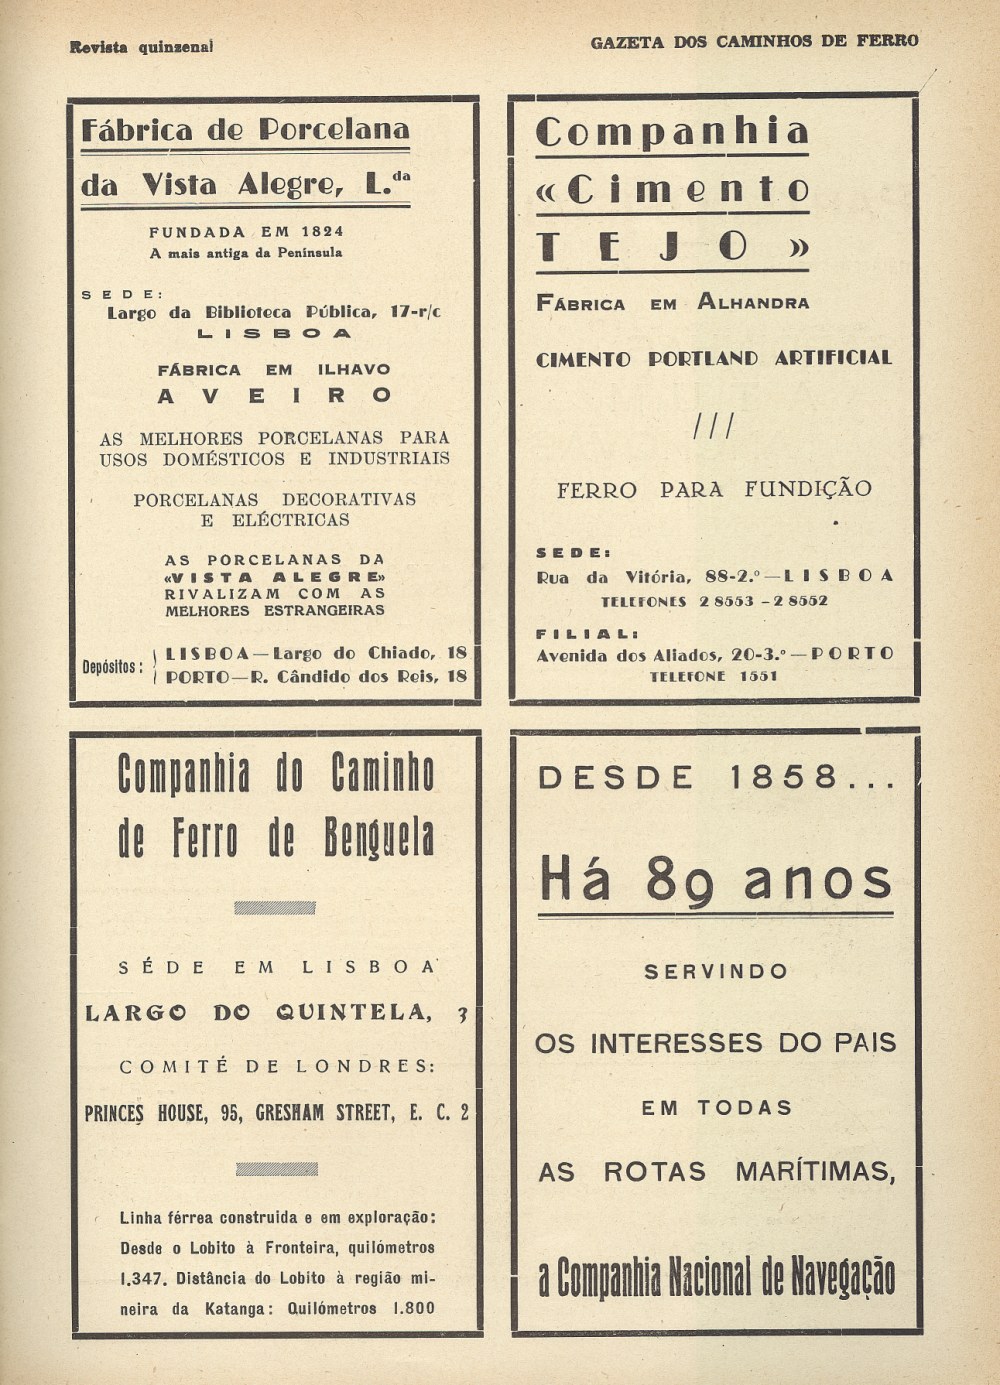 Revista quinzenal
GAZETA DOS CAMINHOS DE FERRO
Fábrica de Porcelana
da Vista Alegre, L.da
FUNDADA EM 1824
A mais antiga da Península
SEDE:
Largo da Biblioteca Pública, 17-r/c
LISBOA
FÁBRICA EM ILHAVO
AVEIRO
AS MELHORES PORCELANAS PARA
USOS DOMÉSTICOS E INDUSTRIAIS
PORCELANAS DECORATIVAS
E ELÉCTRICAS
AS PORCELANAS DA
«VISTA ALEGRE»
RIVALIZAM COM AS
MELHORES ESTRANGEIRAS
Depósitos:
LISBOA—Largo do Chiado, 18
PORTO—R. Cândido dos Reis, 18
Companhia
«Cimento
TEJO»
FÁBRICA EM ALHANDRA
CIMENTO PORTLAND ARTIFICIAL
///
FERRO PARA FUNDIÇÃO
SEDE:
Rua da Vitória, 88-2.º—LISBOA
TELEFONES 2 8553 - 2 8552
FILIAL:
Avenida dos Aliados, 20-3.º—PORTO
TELEFONE 1551
Companhia do Caminho
de Ferro de Benguela
SÉDE EM LISBOA
LARGO DO QUINTELA, 3
COMITÉ DE LONDRES:
PRINCES HOUSE, 95, GRESHAM STREET, E. C. 2
Linha férrea construida e em exploração:
Desde o Lobito à Fronteira, quilómetros
1.347. Distância do Lobito à região mi-
neira da Katanga: Quilómetros 1.800
DESDE 1858...
Há 89 anos
SERVINDO
OS INTERESSES DO PAIS
EM TODAS
AS ROTAS MARÍTIMAS,
a Companhia Nacional de Navegação